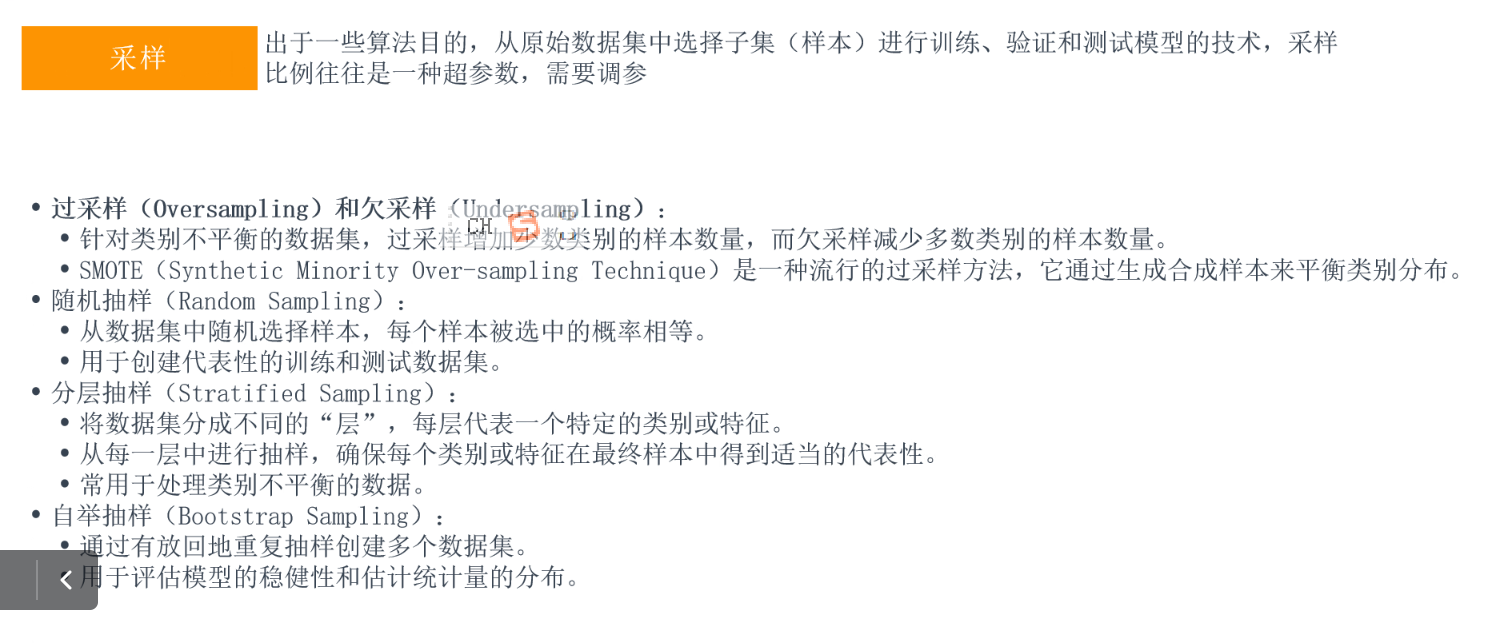 采样
出于一些算法目的，从原始数据集中选择子集（样本）进行训练、验证和测试模型的技术，采样
比例往往是一种超参数，需要调参
• 过采样（Oversampling）和欠采样（Undersampling）：
• 针对类别不平衡的数据集，过采样增加少数类别的样本数量，而欠采样减少多数类别的样本数量。
CH S
• SMOTE（Synthetic Minority Over-sampling Technique）是一种流行的过采样方法，它通过生成合成样本来平衡类别分布。
• 随机抽样（Random Sampling）：
• 从数据集中随机选择样本，每个样本被选中的概率相等。
• 用于创建代表性的训练和测试数据集。
• 分层抽样（Stratified Sampling）：
• 将数据集分成不同的“层”，每层代表一个特定的类别或特征。
• 从每一层中进行抽样，确保每个类别或特征在最终样本中得到适当的代表性。
• 常用于处理类别不平衡的数据。
• 自举抽样（Bootstrap Sampling）：
• 通过有放回地重复抽样创建多个数据集。
• 用于评估模型的稳健性和估计统计量的分布。